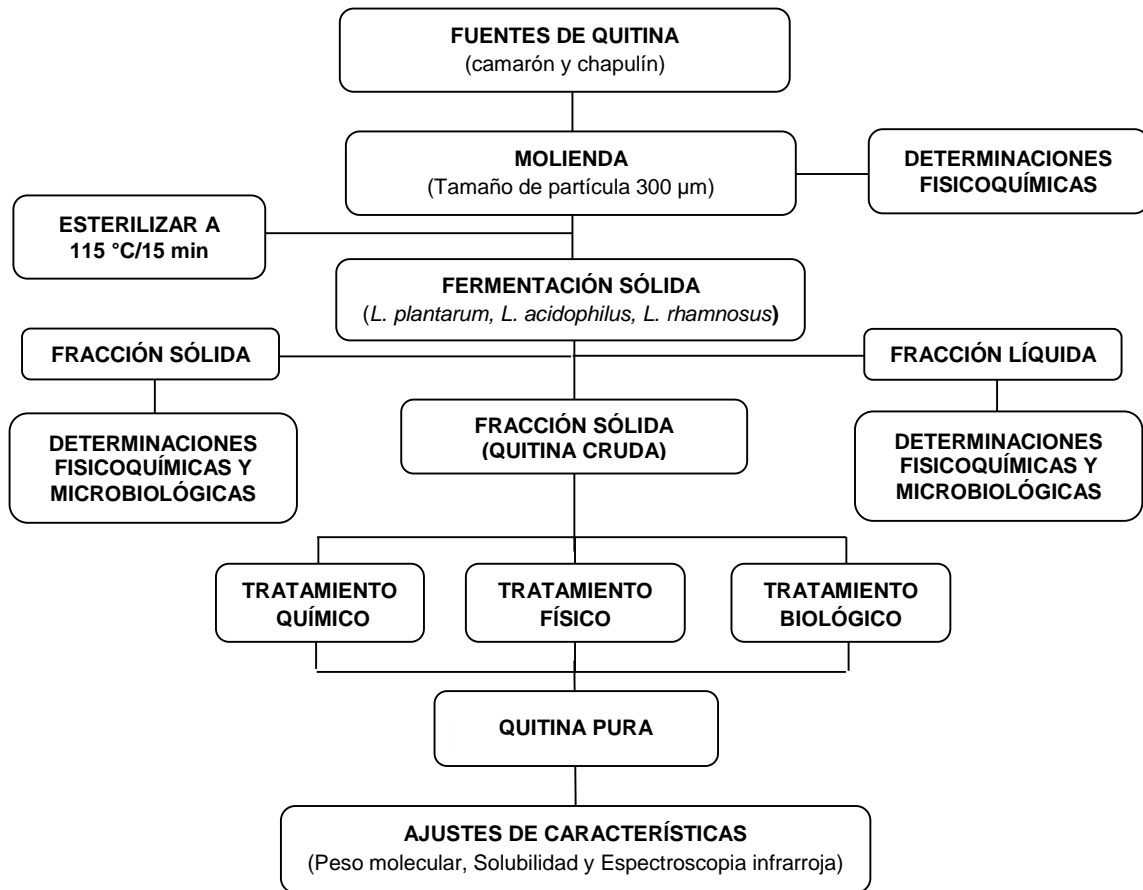 FUENTES DE QUITINA
(camarón y chapulín)
MOLIENDA
(Tamaño de partícula 300 µm)
DETERMINACIONES
FISICOQUÍMICAS
ESTERILIZAR A
115 °C/15 min
FERMENTACIÓN SÓLIDA
(L. plantarum, L. acidophilus, L. rhamnosus)
FRACCIÓN SÓLIDA
FRACCIÓN LÍQUIDA
DETERMINACIONES
FISICOQUÍMICAS Y
MICROBIOLÓGICAS
FRACCIÓN SÓLIDA
(QUITINA CRUDA)
DETERMINACIONES
FISICOQUÍMICAS Y
MICROBIOLÓGICAS
TRATAMIENTO
QUÍMICO
TRATAMIENTO
FÍSICO
TRATAMIENTO
BIOLÓGICO
QUITINA PURA
AJUSTES DE CARACTERÍSTICAS
(Peso molecular, Solubilidad y Espectroscopia infrarroja)